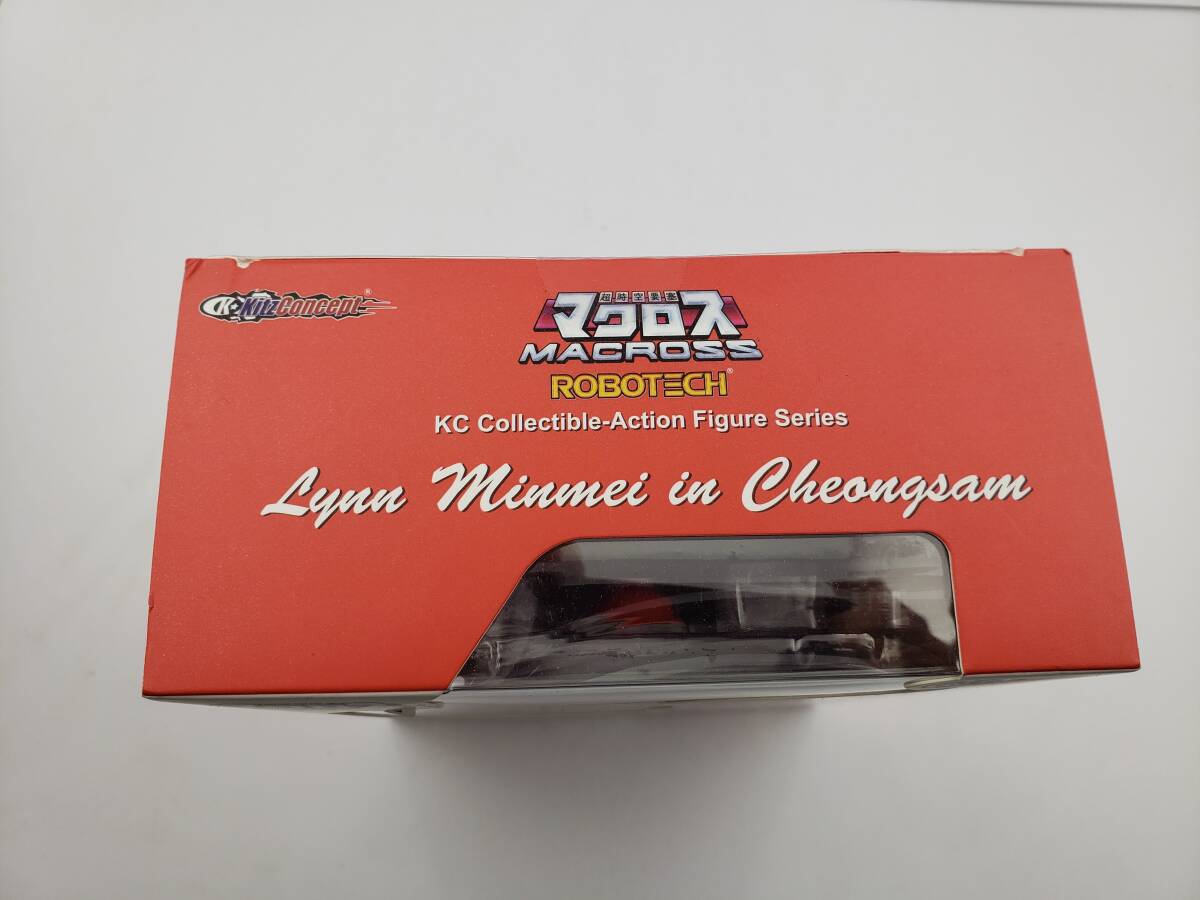 K KitzConcept ®
超時空要塞
マクロス
MACROSS
ROBOTECH®
KC Collectible-Action Figure Series
Lynn Minmei in Cheongsam